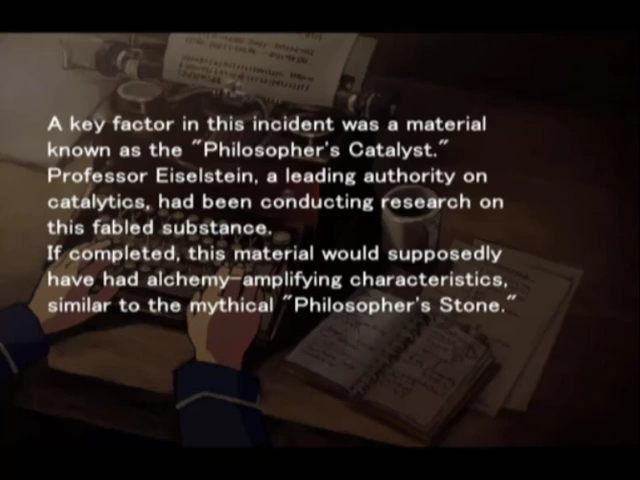 A key factor in this incident was a material
known as the "Philosopher's Catalyst."
Professor Eiselstein, a leading authority on
catalytics, had been conducting research on
this fabled substance.
If completed, this material would supposedly
have had alchemy-amplifying characteristics,
similar to the mythical "Philosopher's Stone."